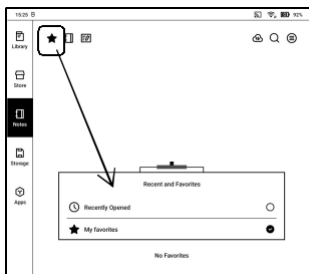 15:25
92%
Library
Store
Notes
Storage
Apps
Recent and Favorites
Recently Opened
My favorites
No Favorites